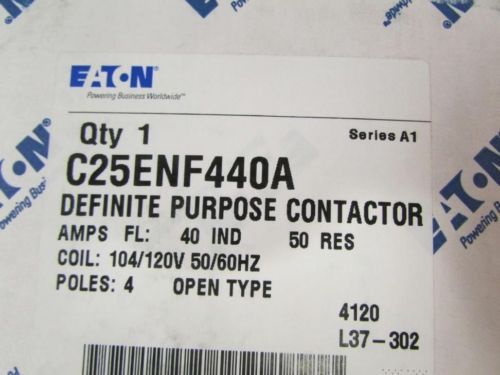 EATON
Powering Business Worldwide™
Qty 1
Series A1
C25ENF440A
DEFINITE PURPOSE CONTACTOR
AMPS FL: 40 IND 50 RES
COIL: 104/120V 50/60HZ
POLES: 4 OPEN TYPE
4120
L37-302